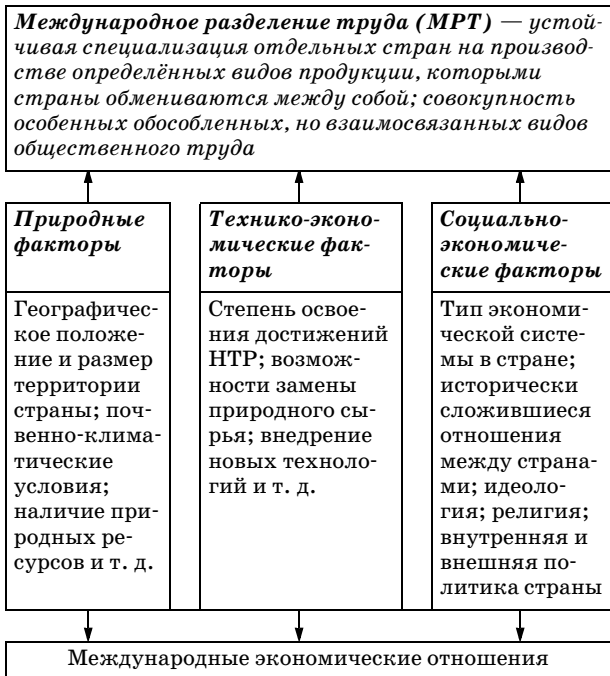 Международное разделение труда (МРТ) — устой-
чивая специализация отдельных стран на производ-
стве определённых видов продукции, которыми
страны обмениваются между собой; совокупность
особенных обособленных, но взаимосвязанных видов
общественного труда
Природные
факторы
Географичес-
кое положе-
ние и размер
территории
страны; поч-
венно-клима-
тические
условия;
наличие при-
родных ре-
сурсов и т. д.
Технико-эконо-
мические фак-
торы
Степень освое-
ния достижений
НТР; возмож-
ности замены
природного сы-
рья; внедрение
новых техноло-
гий и т. д.
Социально-
экономиче-
ские факторы
Тип экономи-
ческой систе-
мы в стране;
исторически
сложившиеся
отношения
между страна-
ми; идеоло-
гия; религия;
внутренняя и
внешняя по-
литика страны
Международные экономические отношения